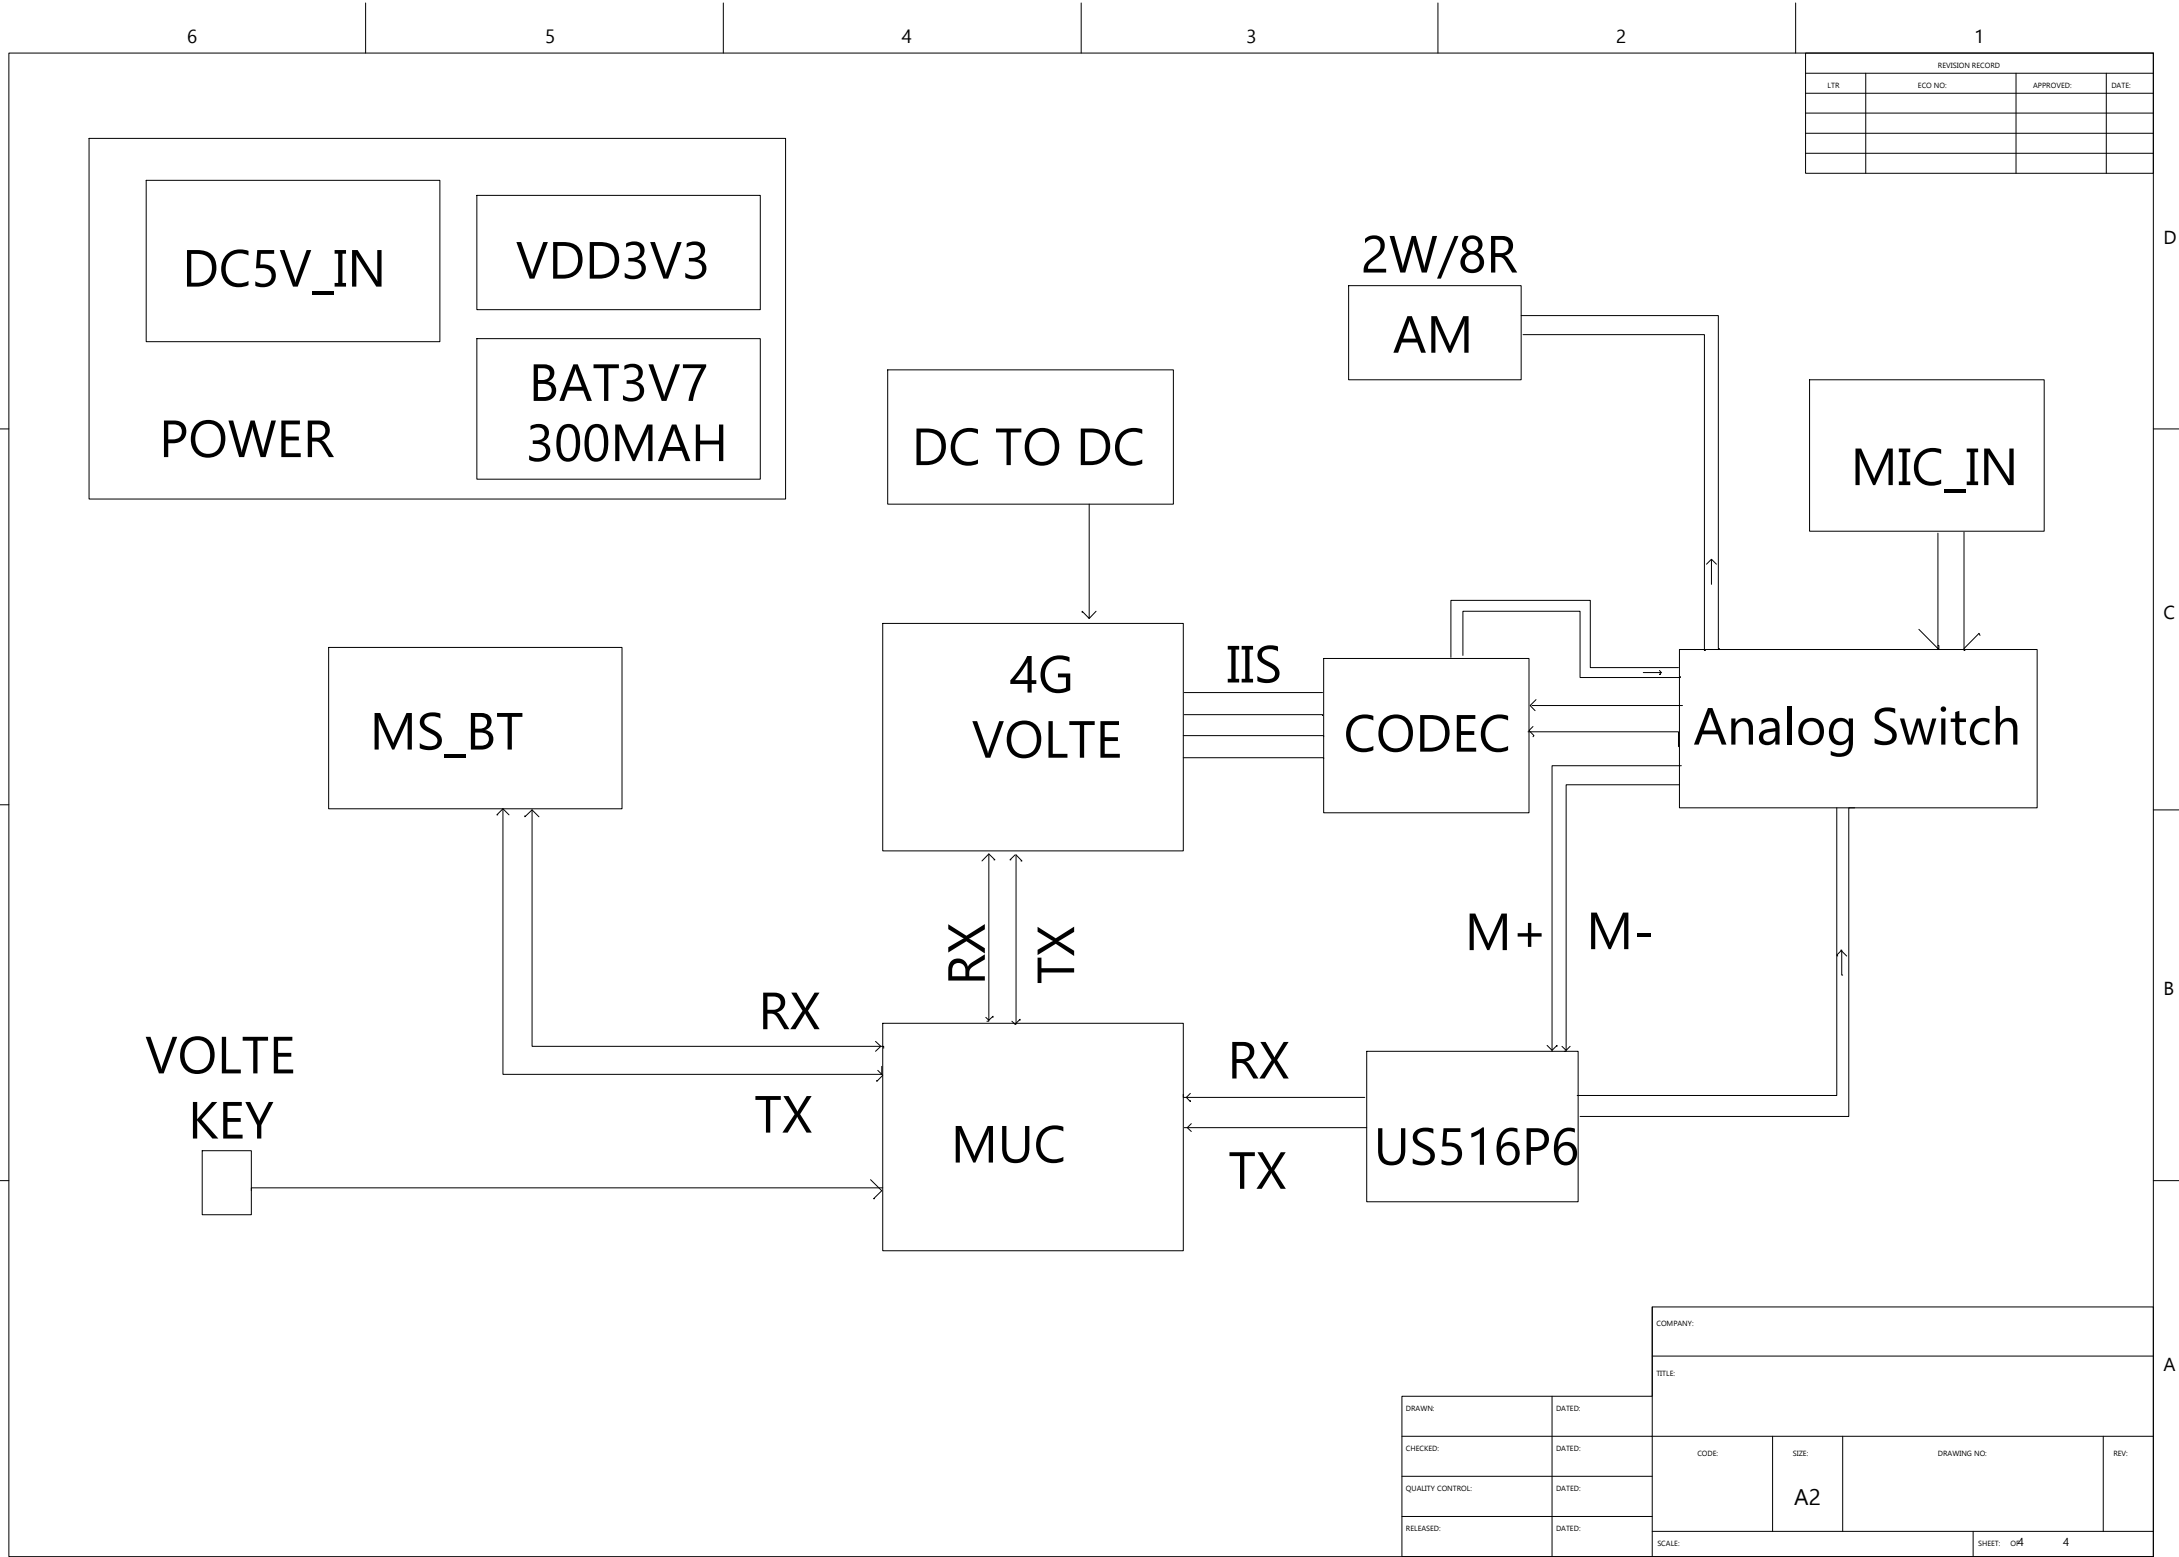 6
5
4
3
2
1
REVISION RECORD
LTR
ECO NO:
APPROVED:
DATE:
D
DC5V_IN
VDD3V3
BAT3V7
300MAH
POWER
2W/8R
AM
DC TO DC
MIC_IN
C
MS_BT
4G
VOLTE
IIS
CODEC
Analog Switch
RX
TX
M+
M-
B
RX
TX
VOLTE
KEY
MUC
RX
TX
US516P6
A
COMPANY:
TITLE:
DRAWN:
DATED:
CHECKED:
DATED:
QUALITY CONTROL:
DATED:
RELEASED:
DATED:
CODE:
SIZE:
A2
DRAWING NO:
REV:
SCALE:
SHEET: OF 4 4